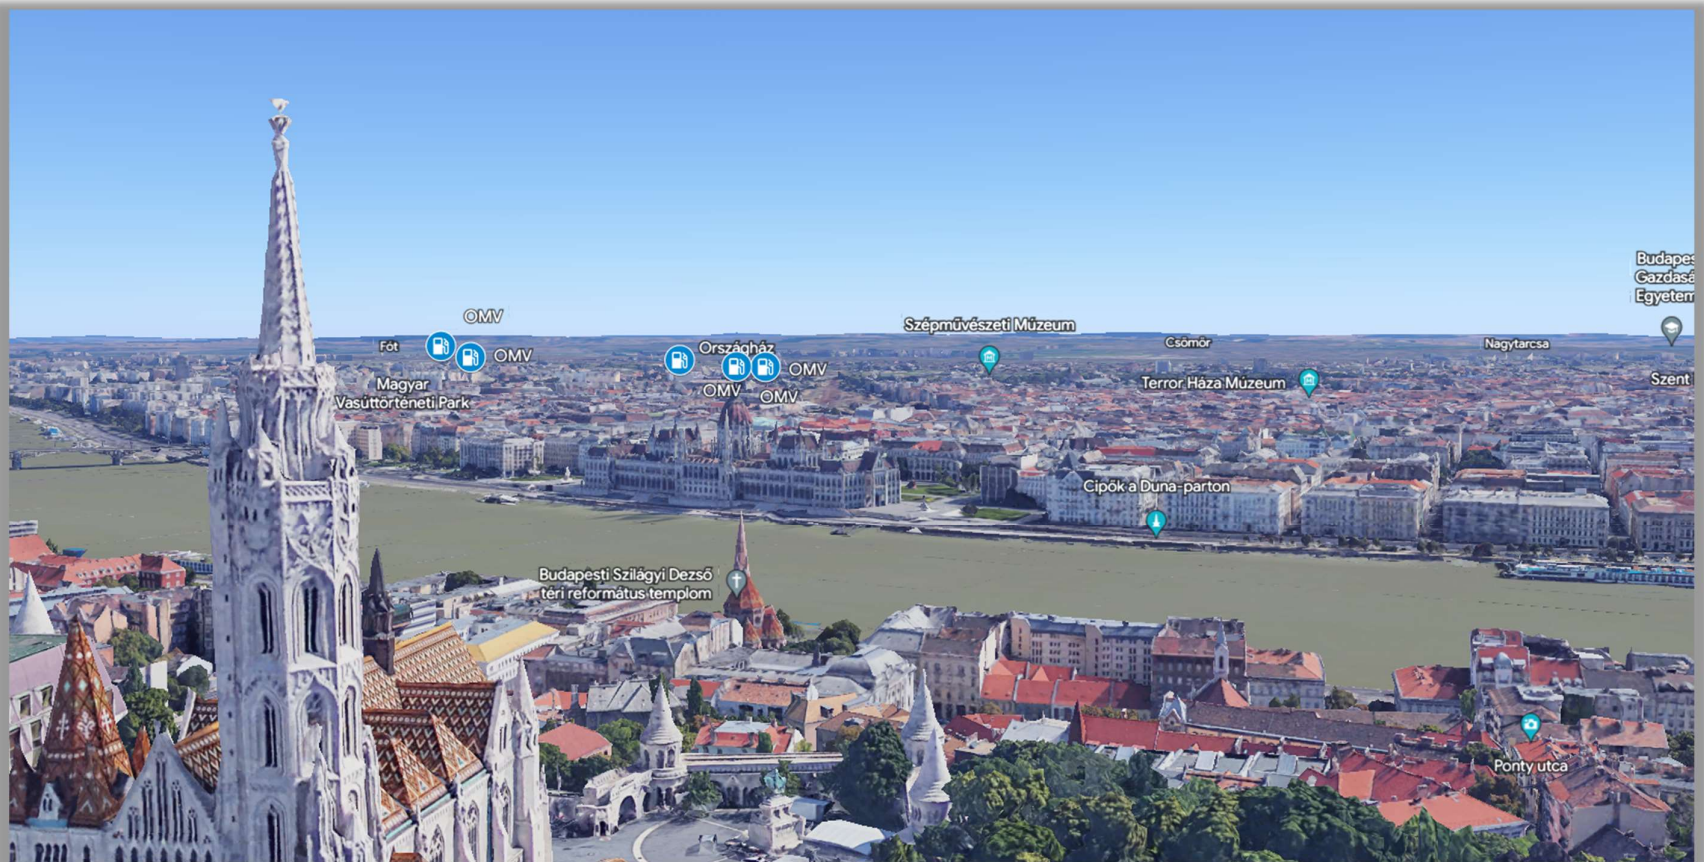 Budapes
Gazdasá
Egyetem
OMV
Szépművészeti Múzeum
Fót
OMV
Országház
Csömör
Nagytarcsa
OMV
Magyar
Vasúttörténeti Park
OMV
OMV
Terror Háza Múzeum
Szent
Cipők a Duna-parton
Budapesti Szilágyi Dezső
téri református templom
Ponty utca